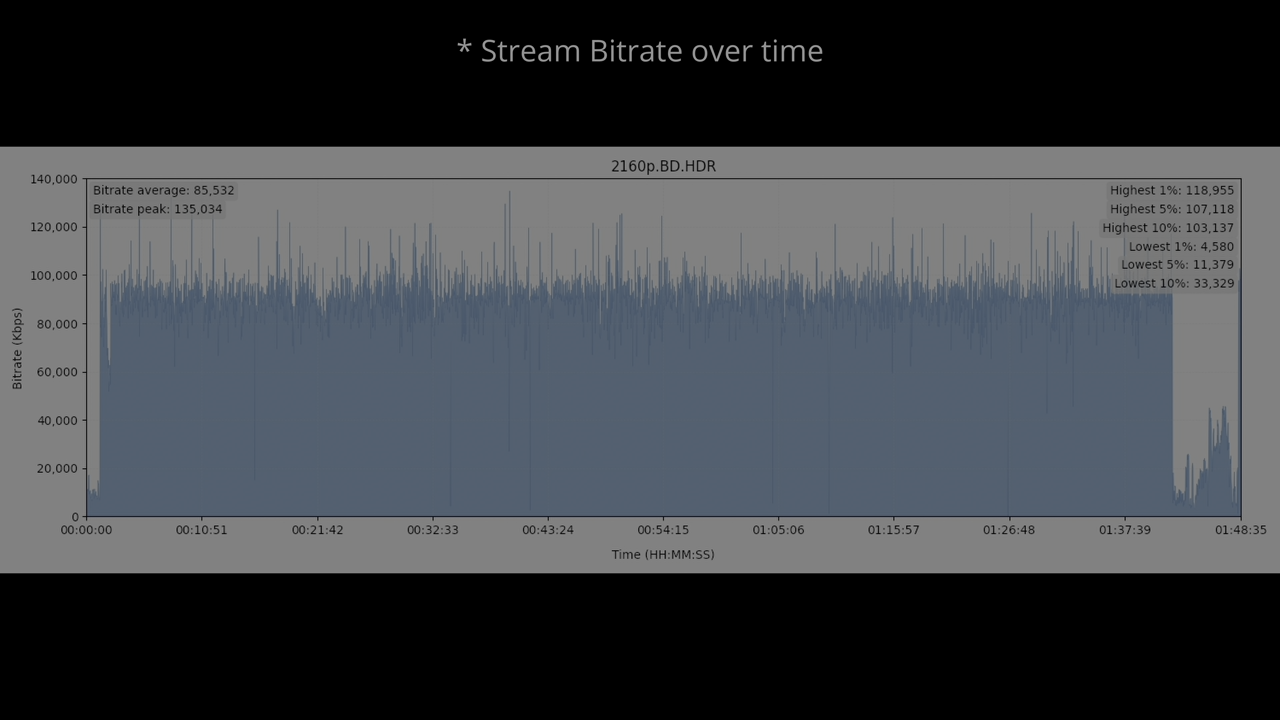 * Stream Bitrate over time
2160p.BD.HDR
Bitrate average: 85,532
Bitrate peak: 135,034
Highest 1%: 118,955
Highest 5%: 107,118
Highest 10%: 103,137
Lowest 1%: 4,580
Lowest 5%: 11,379
Lowest 10%: 33,329
Bitrate (Kbps)
140,000
120,000
100,000
80,000
60,000
40,000
20,000
0
00:00:00 00:10:51 00:21:42 00:32:33 00:43:24 00:54:15 01:05:06 01:15:57 01:26:48 01:37:39 01:48:35
Time (HH:MM:SS)